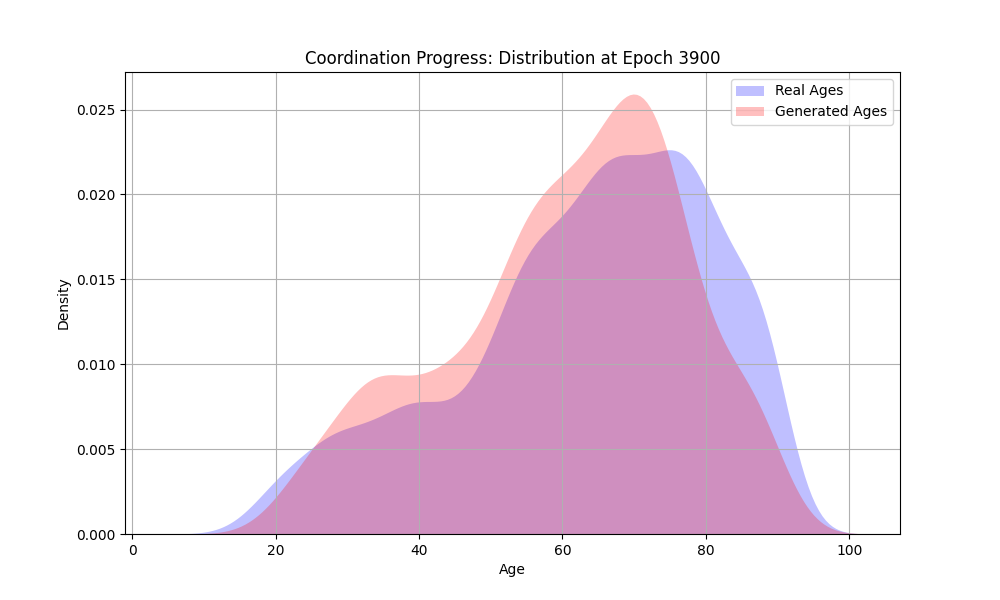 Coordination Progress: Distribution at Epoch 3900
Real Ages
Generated Ages
0.025
0.020
0.015
0.010
0.005
0.000
Density
0
20
40
60
80
100
Age